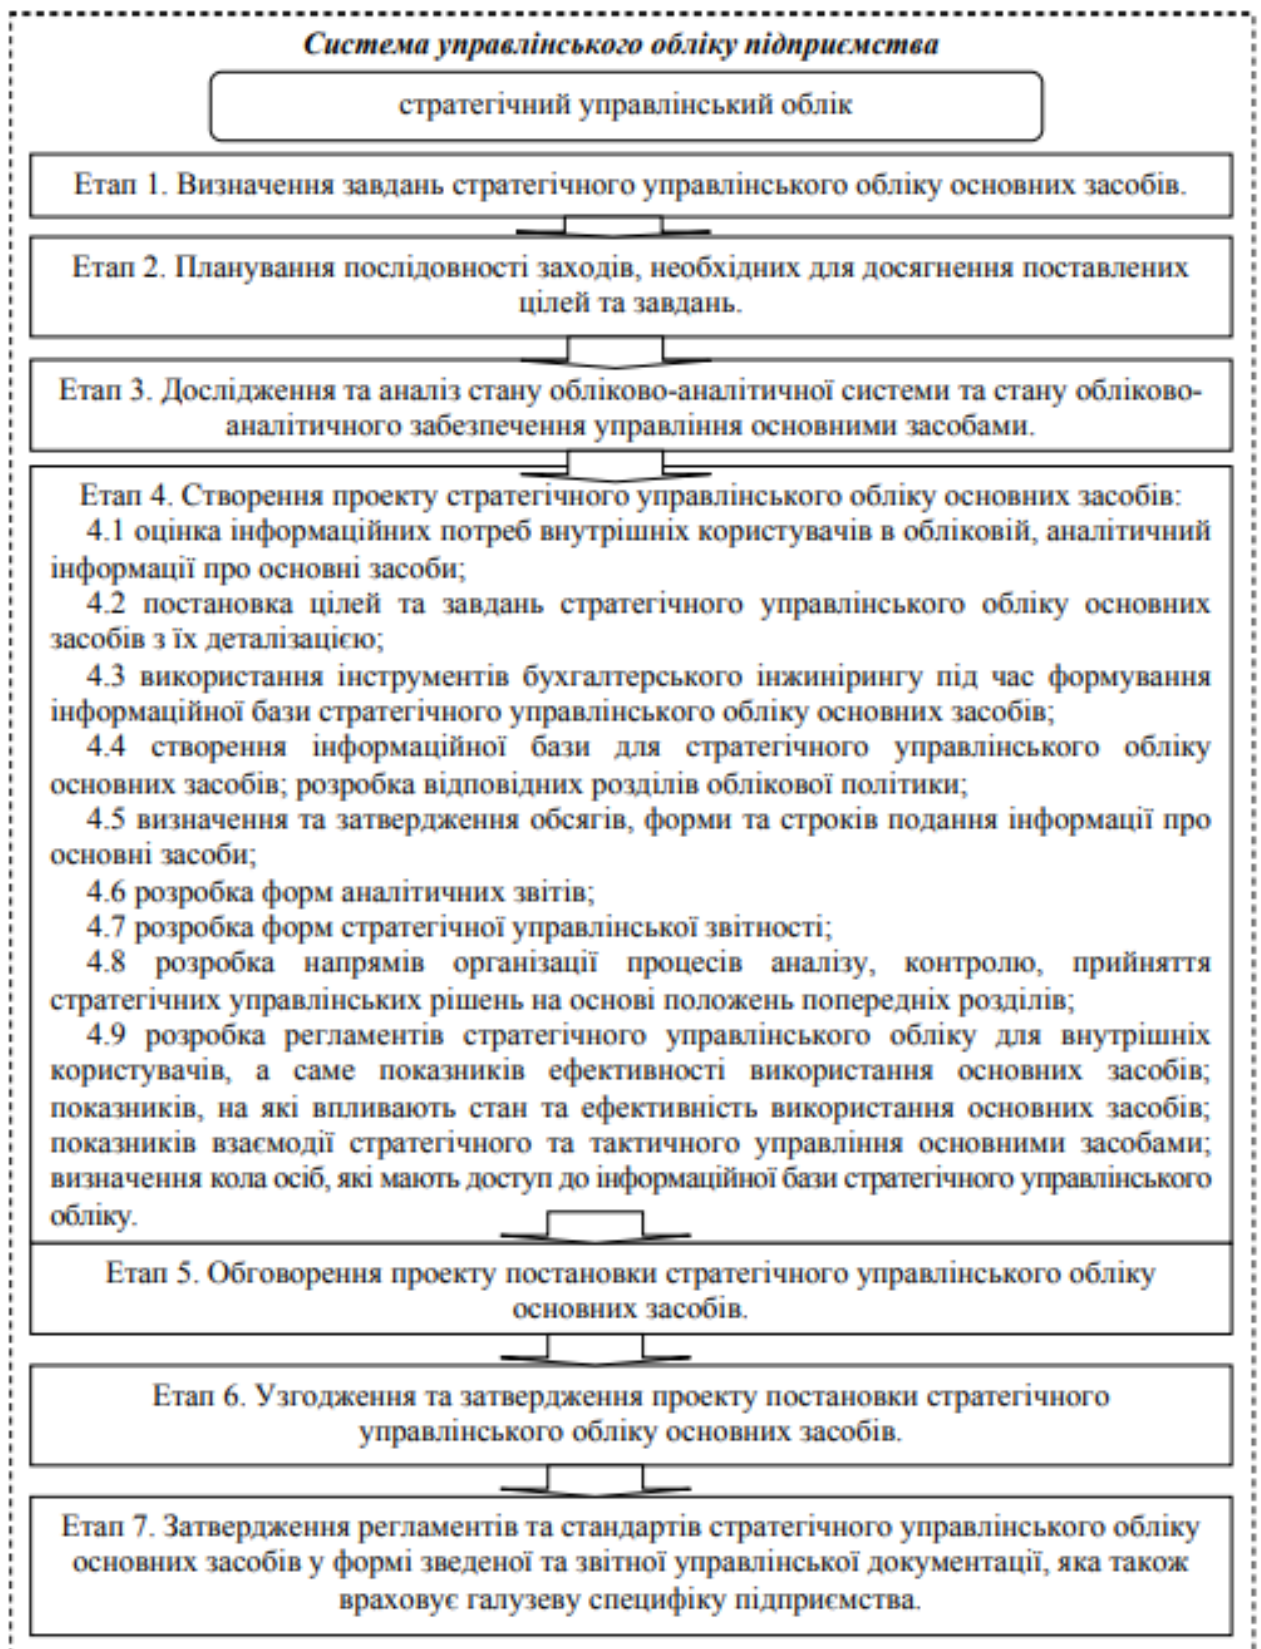 Система управлінського обліку підприємства
стратегічний управлінський облік
Етап 1. Визначення завдань стратегічного управлінського обліку основних засобів.
Етап 2. Планування послідовності заходів, необхідних для досягнення поставлених
цілей та завдань.
Етап 3. Дослідження та аналіз стану обліково-аналітичної системи та стану обліково-
аналітичного забезпечення управління основними засобами.
Етап 4. Створення проекту стратегічного управлінського обліку основних засобів:
4.1 оцінка інформаційних потреб внутрішніх користувачів в обліковій, аналітичний
інформації про основні засоби;
4.2 постановка цілей та завдань стратегічного управлінського обліку основних
засобів з їх деталізацією;
4.3 використання інструментів бухгалтерського інжинірингу під час формування
інформаційної бази стратегічного управлінського обліку основних засобів;
4.4 створення інформаційної бази для стратегічного управлінського обліку
основних засобів; розробка відповідних розділів облікової політики;
4.5 визначення та затвердження обсягів, форми та строків подання інформації про
основні засоби;
4.6 розробка форм аналітичних звітів;
4.7 розробка форм стратегічної управлінської звітності;
4.8 розробка напрямів організації процесів аналізу, контролю, прийняття
стратегічних управлінських рішень на основі положень попередніх розділів;
4.9 розробка регламентів стратегічного управлінського обліку для внутрішніх
користувачів, а саме показників ефективності використання основних засобів;
показників, на які впливають стан та ефективність використання основних засобів;
показників взаємодії стратегічного та тактичного управління основними засобами;
визначення кола осіб, які мають доступ до інформаційної бази стратегічного управлінського
обліку.
Етап 5. Обговорення проекту постановки стратегічного управлінського обліку
основних засобів.
Етап 6. Узгодження та затвердження проекту постановки стратегічного
управлінського обліку основних засобів.
Етап 7. Затвердження регламентів та стандартів стратегічного управлінського обліку
основних засобів у формі зведеної та звітної управлінської документації, яка також
враховує галузеву специфіку підприємства.